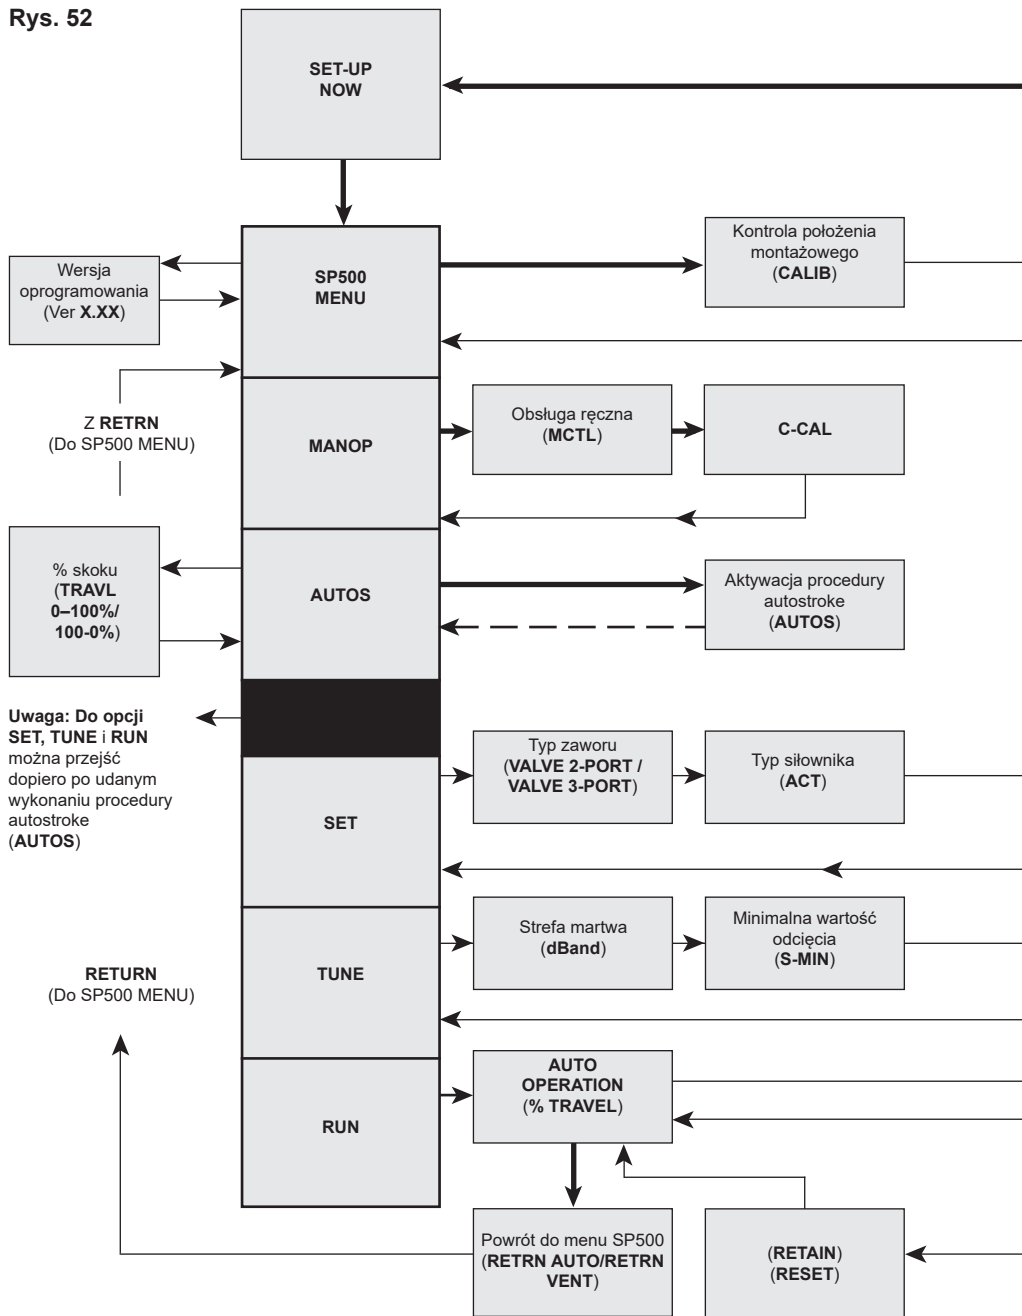 Rys. 52
SET-UP
NOW
SP500
MENU
Wersja
oprogramowania
(Ver X.XX)
Kontrola położenia
montażowego
(CALIB)
Z RETRN
(Do SP500 MENU)
MANOP
Obsługa ręczna
(MCTL)
C-CAL
% skoku
(TRAVL
0–100%/
100-0%)
AUTOS
Aktywacja procedury
autostroke
(AUTOS)
Uwaga: Do opcji
SET, TUNE i RUN
można przejść
dopiero po udanym
wykonaniu procedury
autostroke
(AUTOS)
SET
Typ zaworu
(VALVE 2-PORT /
VALVE 3-PORT)
Typ siłownika
(ACT)
TUNE
Strefa martwa
(dBand)
Minimalna wartość
odcięcia
(S-MIN)
RETURN
(Do SP500 MENU)
RUN
AUTO
OPERATION
(% TRAVEL)
Powrót do menu SP500
(RETRN AUTO/RETRN
VENT)
(RETAIN)
(RESET)